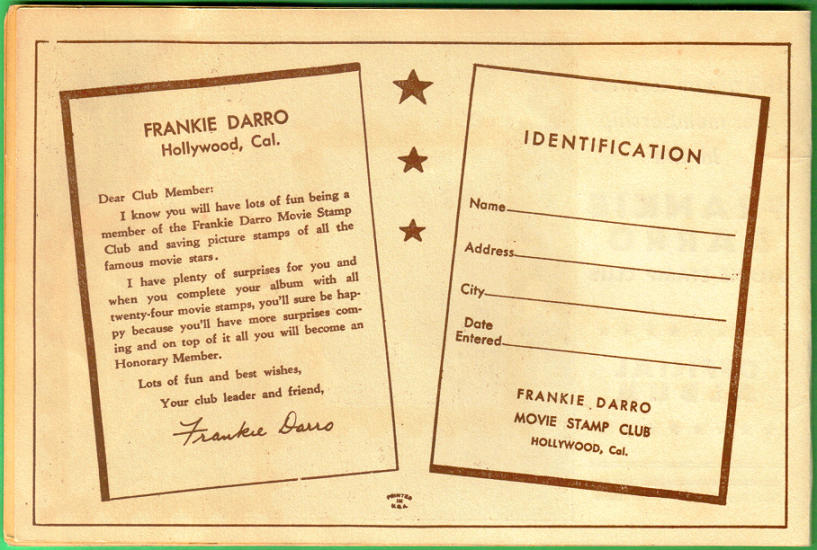 FRANKIE DARRO
Hollywood, Cal.
Dear Club Member:
I know you will have lots of fun being a
member of the Frankie Darro Movie Stamp
Club and saving picture stamps of all the
famous movie stars.
I have plenty of surprises for you and
when you complete your album with all
twenty-four movie stamps, you'll sure be hap-
py because you'll have more surprises com-
ing and on top of it all you will become an
Honorary Member.
Lots of fun and best wishes,
Your club leader and friend,
Frankie Darro
IDENTIFICATION
Name
Address
City
Date
Entered
FRANKIE DARRO
MOVIE STAMP CLUB
HOLLYWOOD, Cal.
PRINTED
IN
U.S.A.